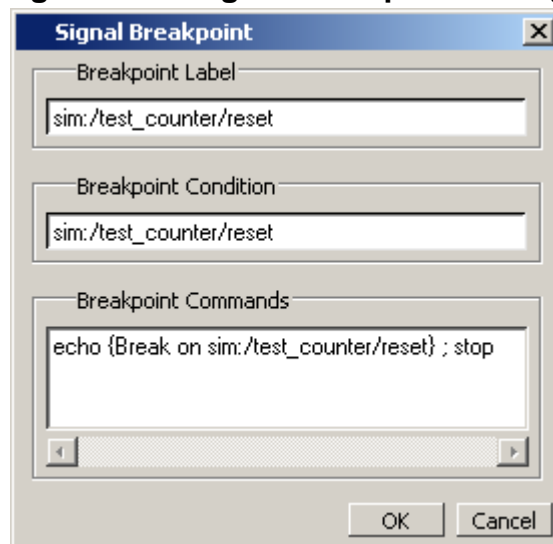 Signal Breakpoint
Breakpoint Label
sim:/test_counter/reset
Breakpoint Condition
sim:/test_counter/reset
Breakpoint Commands
echo {Break on sim:/test_counter/reset} ; stop
OK Cancel